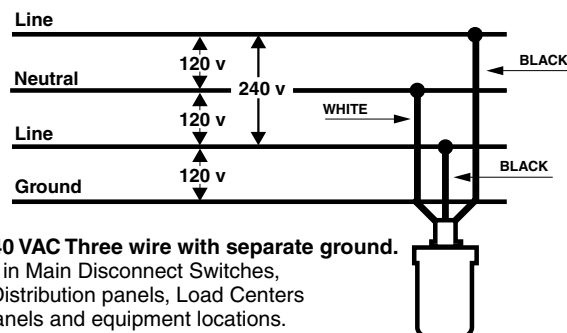 Line
120 v
BLACK
Neutral
240 v
WHITE
120 v
Line
BLACK
120 v
Ground
40 VAC Three wire with separate ground.
in Main Disconnect Switches,
Distribution panels, Load Centers
anels and equipment locations.